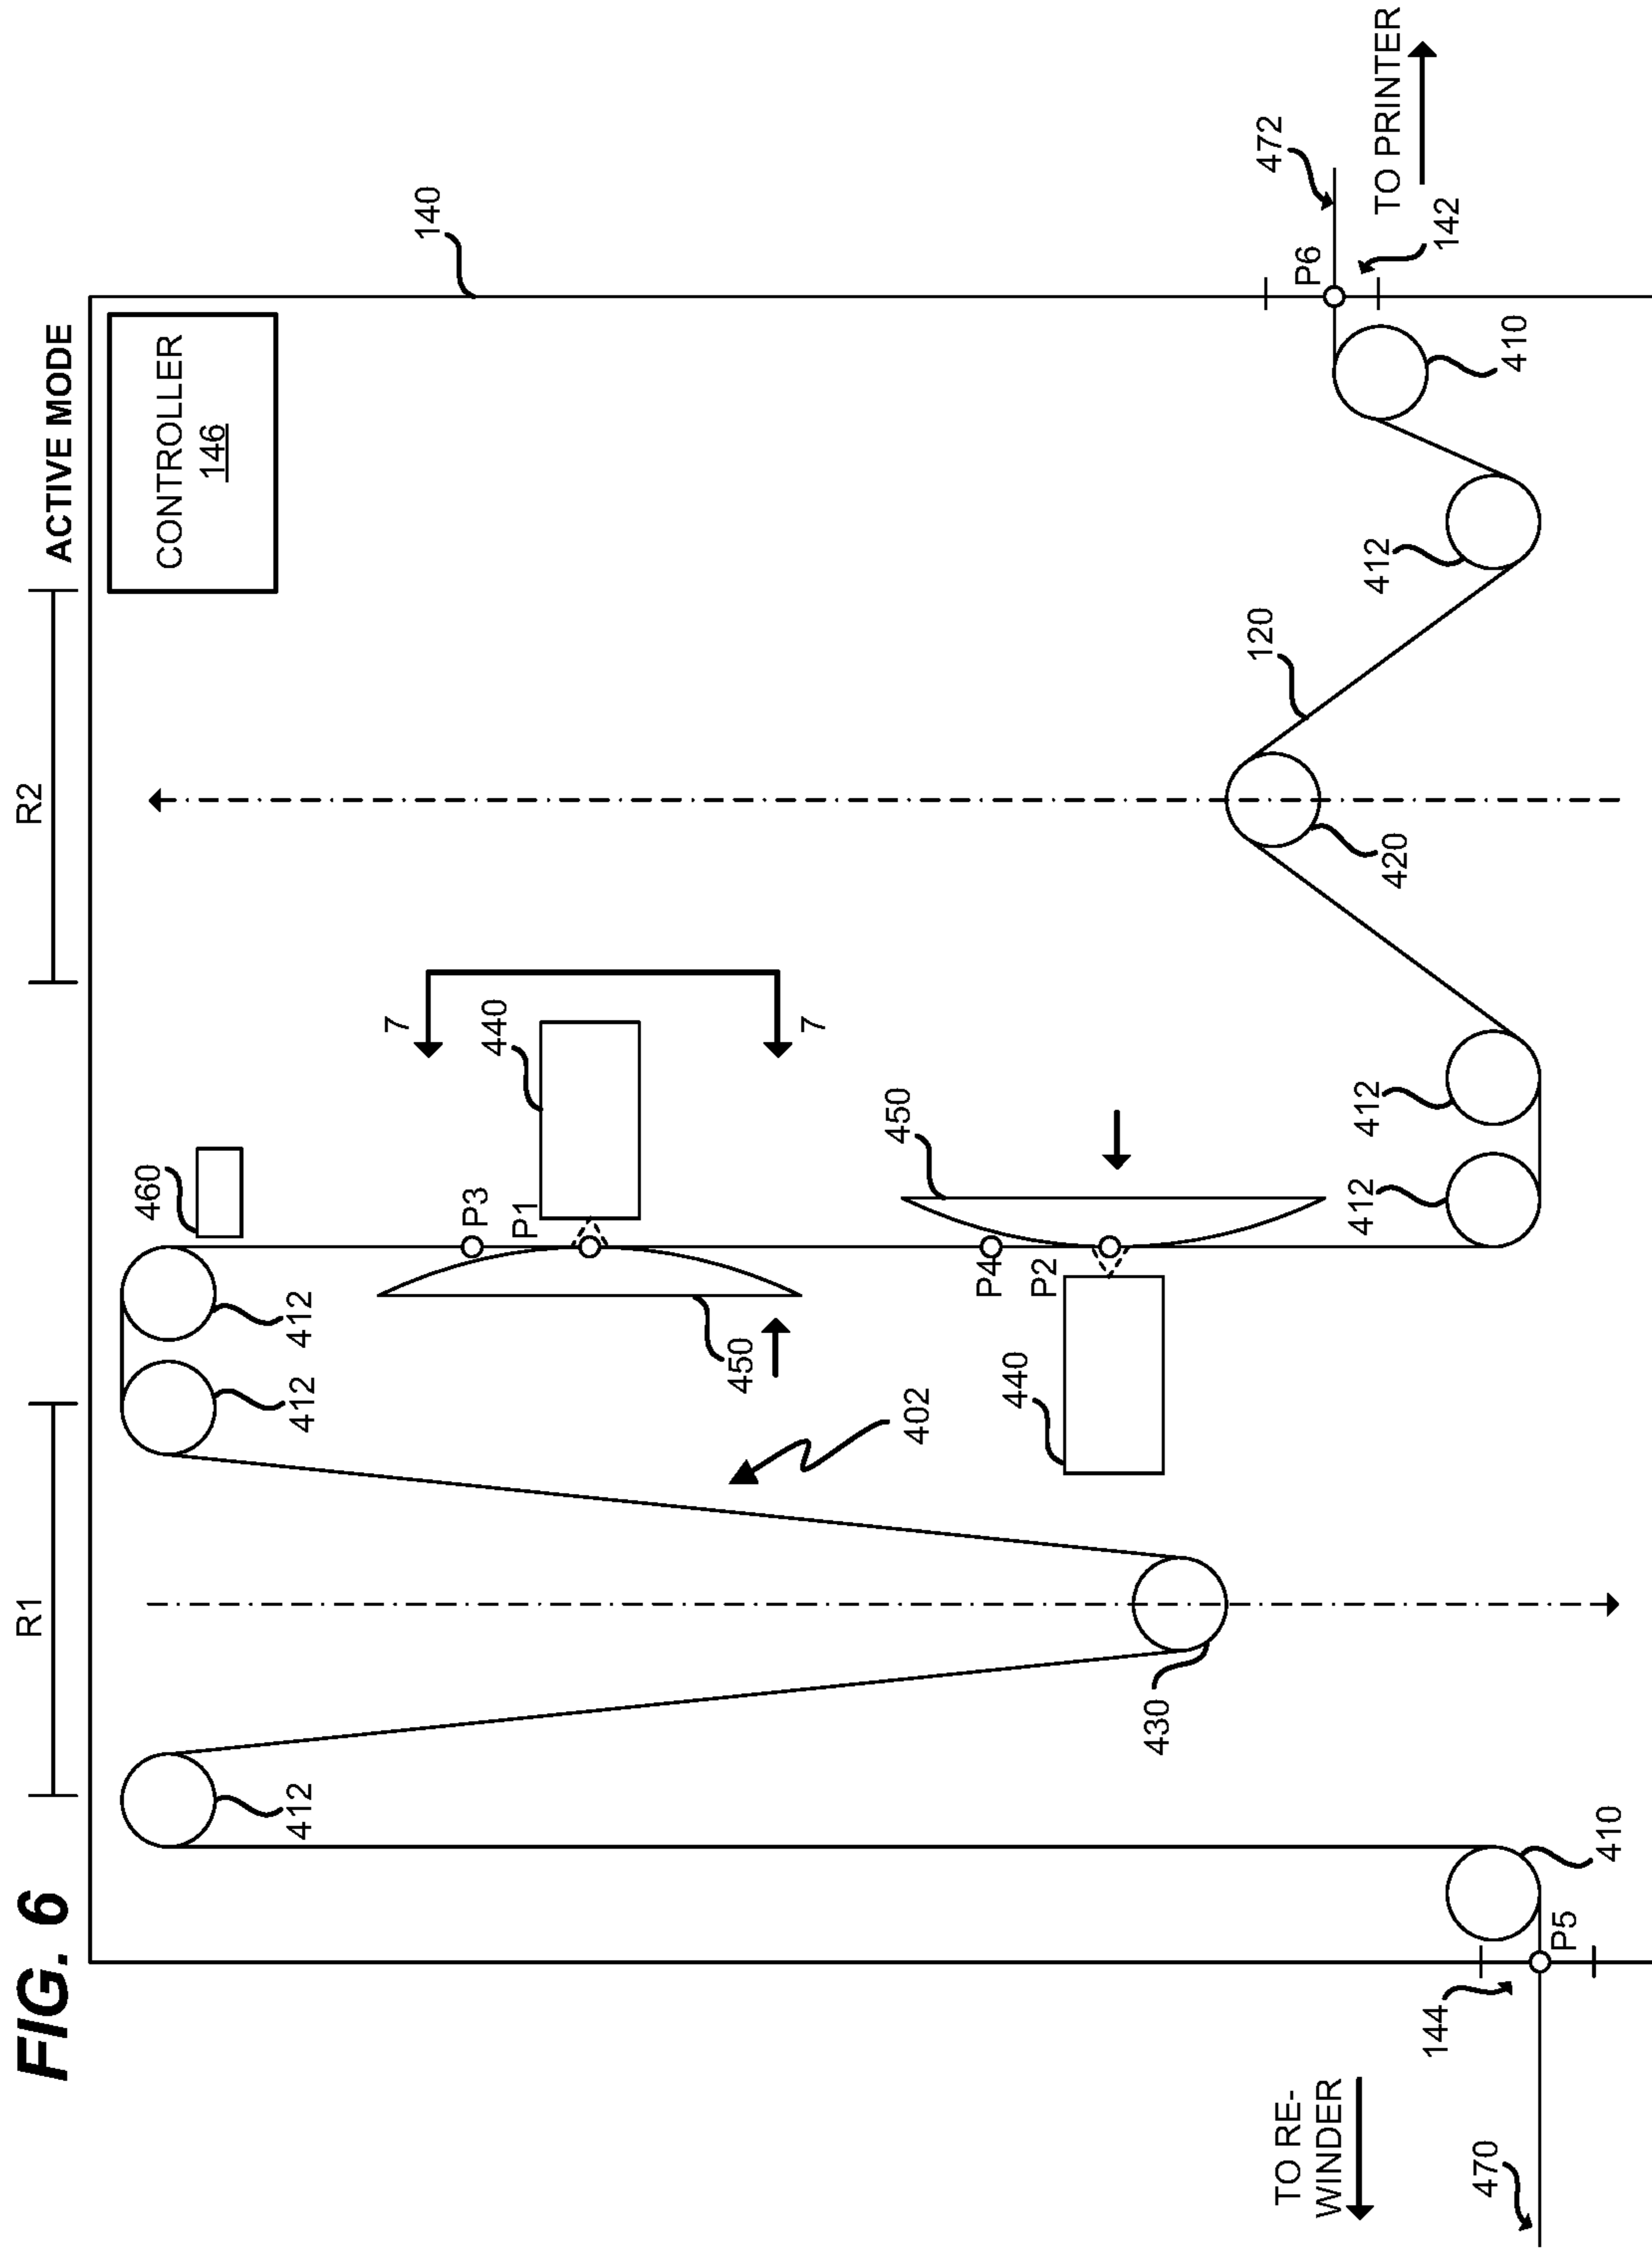 FIG. 6
ACTIVE MODE
R1
R2
CONTROLLER
146
140
412
412
412
460
P3
P1
440
7
7
450
402
450
P4
P2
440
430
412
412
420
120
412
410
P6
472
142
TO PRINTER
144
P5
410
TO RE-
WINDER
470